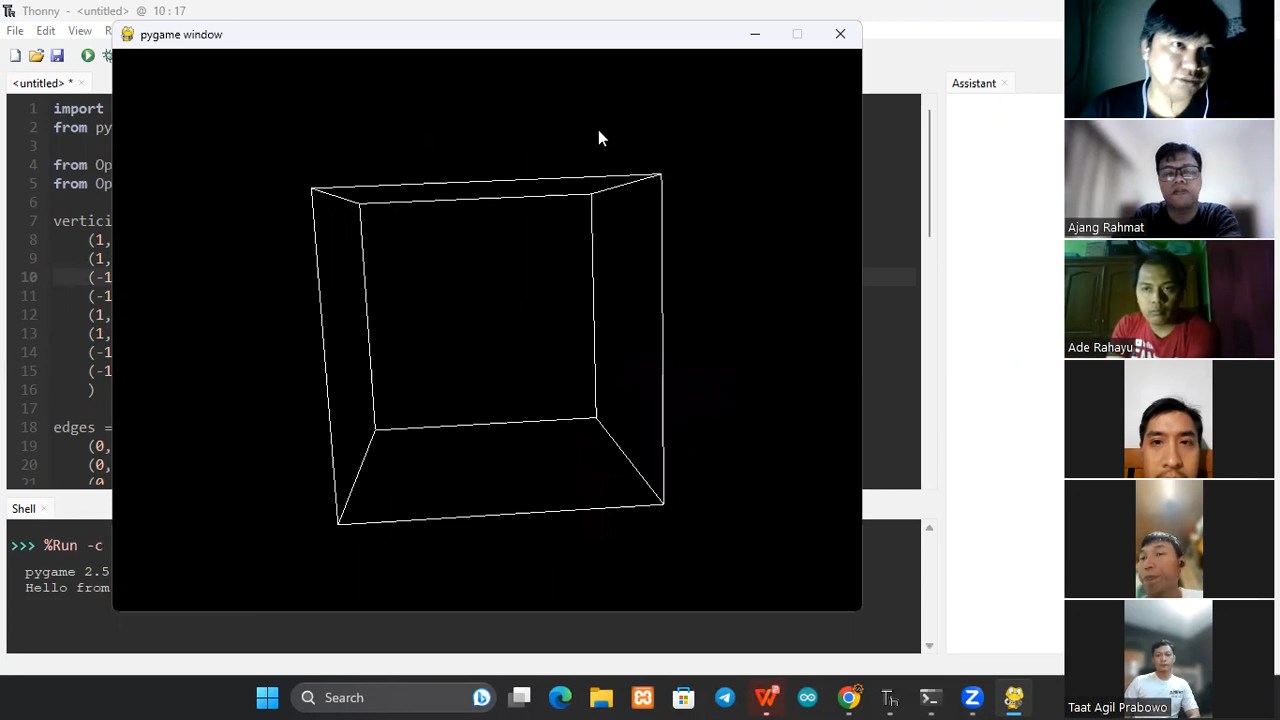 Thonny - <untitled> @ 10 : 17
File Edit View
pygame window
<untitled> *
Assistant
1 import
2 from py
3
4 from Op
5 from Op
6
7 vertici
8 (1,
9 (1,
10 (-1
11 (-1
12 (1,
13 (1,
14 (-1
15 (-1
16 )
17
18 edges =
19 (0,
20 (0,
21 (0
Shell
>>> %Run -c
pygame 2.5
Hello from
Ajang Rahmat
Ade Rahayu
Taat Agil Prabowo
Search